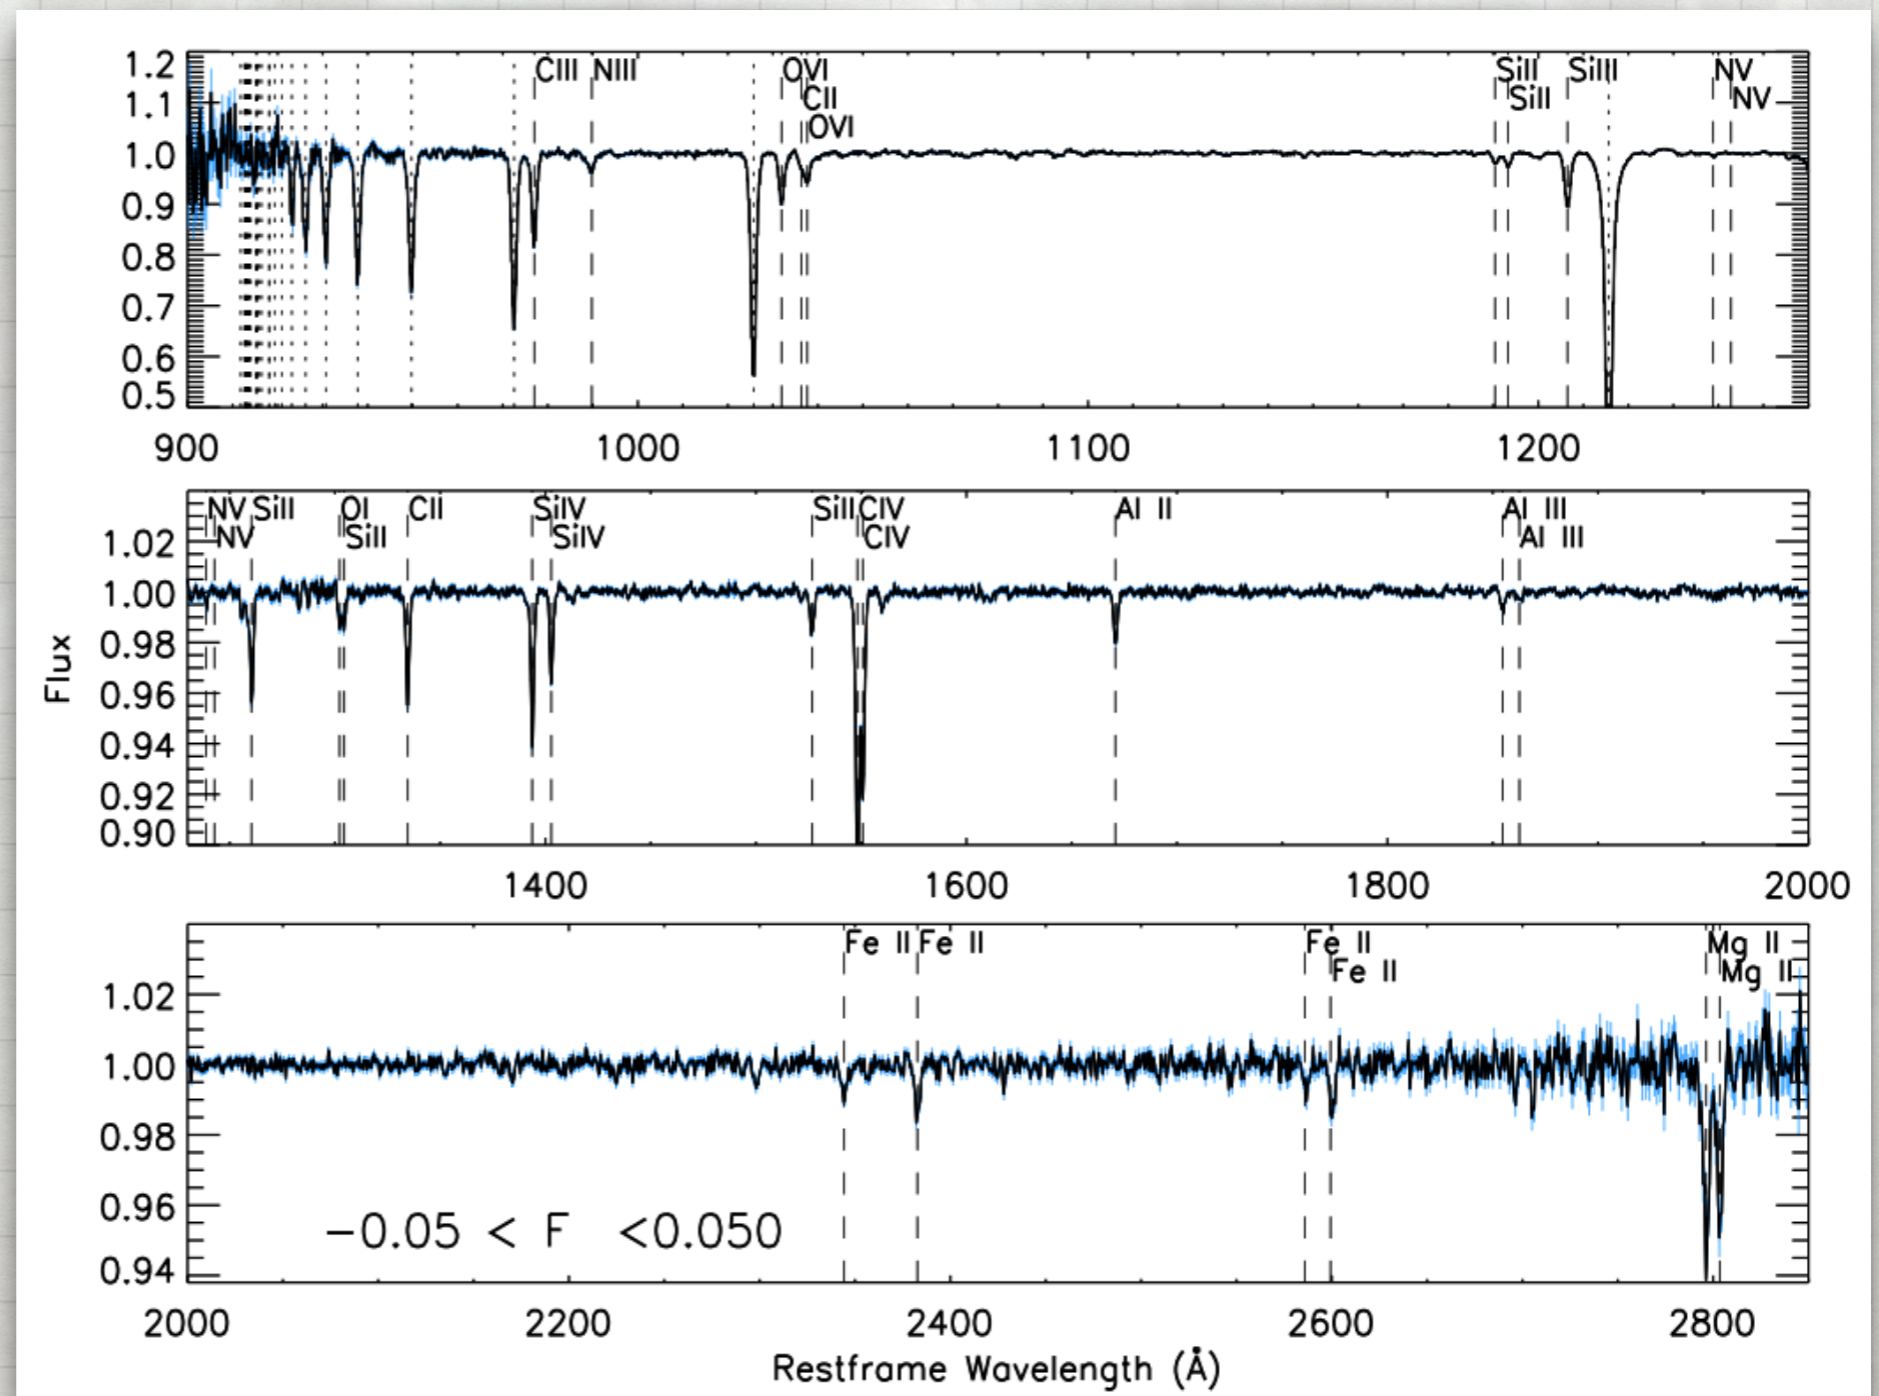 CIII NIII OVI SiII SiIII NV
CII SiII NV
OVI
1.2
1.1
1.0
0.9
0.8
0.7
0.6
0.5
900 1000 1100 1200
NV SiII OI CII SiIV SiII CIV Al II Al III
NV SiII SiIV CIV Al III
1.02
1.00
0.98
0.96
0.94
0.92
0.90
Flux
1400 1600 1800 2000
Fe II Fe II Fe II Mg II
Fe II Mg II
1.02
1.00
0.98
0.96
0.94
−0.05 < F <0.050
2000 2200 2400 2600 2800
Restframe Wavelength (Å)